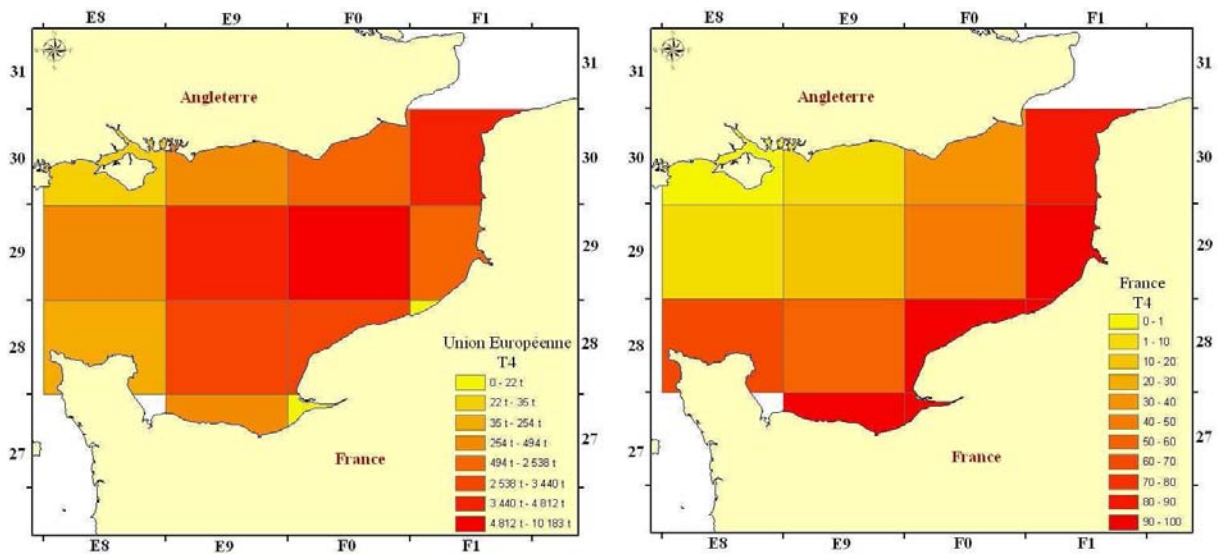 E8 E9 F0 F1
31 31
Angleterre
30 30
29 29
28 28
27 27
France
Union Européenne
T4
0 - 22 t
22 t - 35 t
35 t - 254 t
254 t - 494 t
494 t - 2 538 t
2 538 t - 3 440 t
3 440 t - 4 812 t
4 812 t - 10 183 t
E8 E9 F0 F1
E8 E9 F0 F1
31 31
Angleterre
30 30
29 29
28 28
27 27
France
France
T4
0 - 1
1 - 10
10 - 20
20 - 30
30 - 40
40 - 50
50 - 60
60 - 70
70 - 80
80 - 90
90 - 100
E8 E9 F0 F1